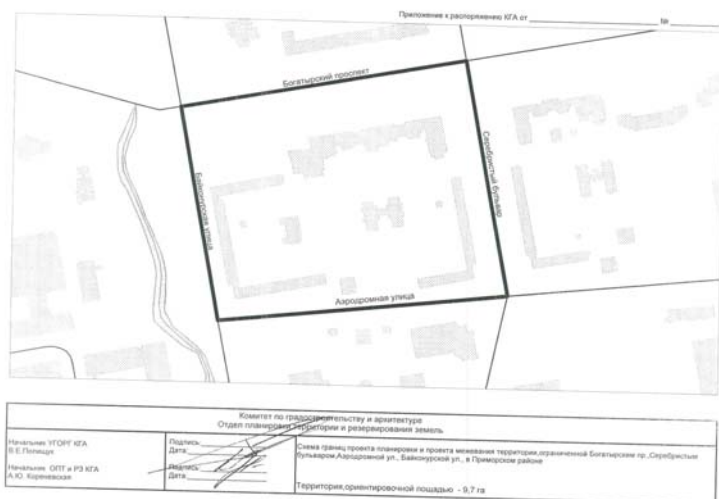 Приложение к распоряжению КГА от ____________ № ________
Богатырский проспект
Байконурская улица
Серебристый бульвар
Аэродромная улица
Комитет по градостроительству и архитектуре
Отдел планировки территории и резервирования земель
Начальник УГОРГ КГА
В.Е.Полищук
Подпись
Дата
Начальник ОПТ и РЗ КГА
А.Ю. Кореневская
Подпись
Дата
Схема границ проекта планировки и проекта межевания территории,ограниченной Богатырским пр.,Серебристым
бульваром,Аэродромной ул., Байконурской ул., в Приморском районе
Территория,ориентировочной площадью - 9,7 га